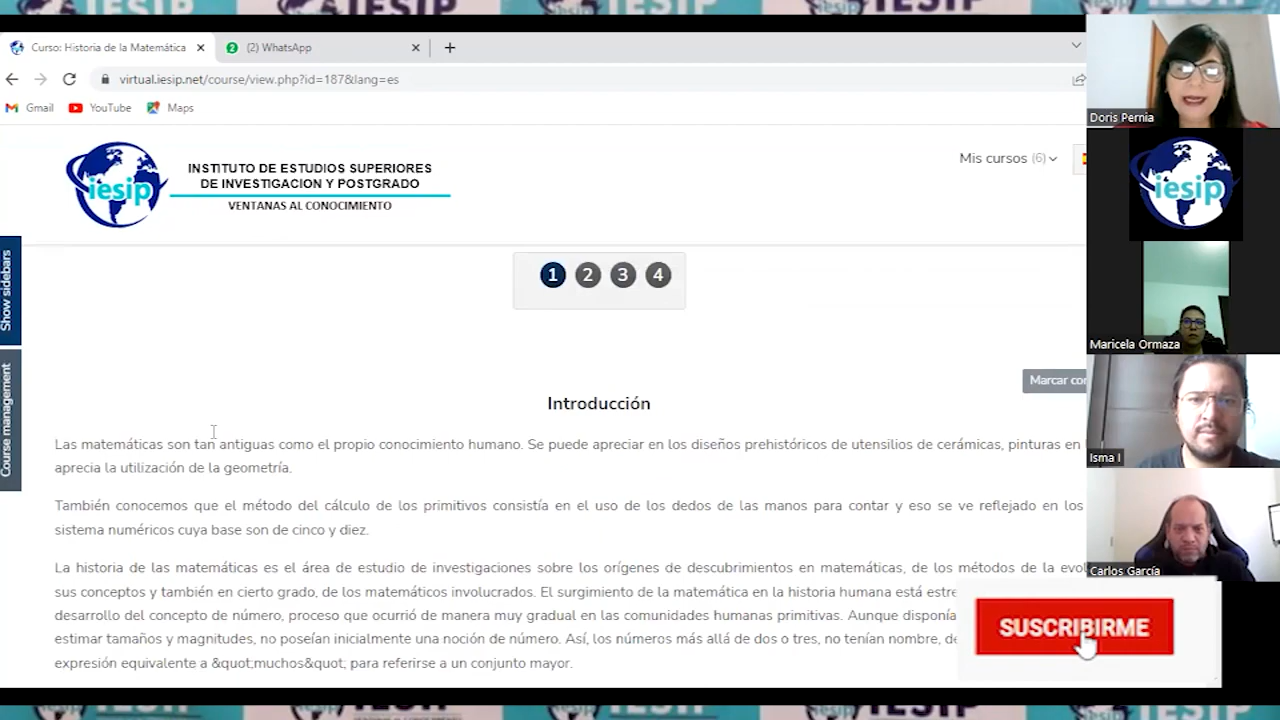 Curso: Historia de la Matemática
(2) WhatsApp
virtual.iesip.net/course/view.php?id=187&lang=es
Gmail
YouTube
Maps
iesip
INSTITUTO DE ESTUDIOS SUPERIORES
DE INVESTIGACION Y POSTGRADO
VENTANAS AL CONOCIMIENTO
Mis cursos (6)
Show sidebars
Course management
1 2 3 4
Marcar con
Introducción
Las matemáticas son tan antiguas como el propio conocimiento humano. Se puede apreciar en los diseños prehistóricos de utensilios de cerámicas, pinturas en
aprecia la utilización de la geometría.
También conocemos que el método del cálculo de los primitivos consistía en el uso de los dedos de las manos para contar y eso se ve reflejado en los
sistema numéricos cuya base son de cinco y diez.
La historia de las matemáticas es el área de estudio de investigaciones sobre los orígenes de descubrimientos en matemáticas, de los métodos de la evol
sus conceptos y también en cierto grado, de los matemáticos involucrados. El surgimiento de la matemática en la historia humana está estre
desarrollo del concepto de número, proceso que ocurrió de manera muy gradual en las comunidades humanas primitivas. Aunque disponía
estimar tamaños y magnitudes, no poseían inicialmente una noción de número. Así, los números más allá de dos o tres, no tenían nombre, de
expresión equivalente a &quot;muchos&quot; para referirse a un conjunto mayor.
Doris Pernia
iesip
Maricela Ormaza
Isma I
Carlos García
SUSCRIBIRME